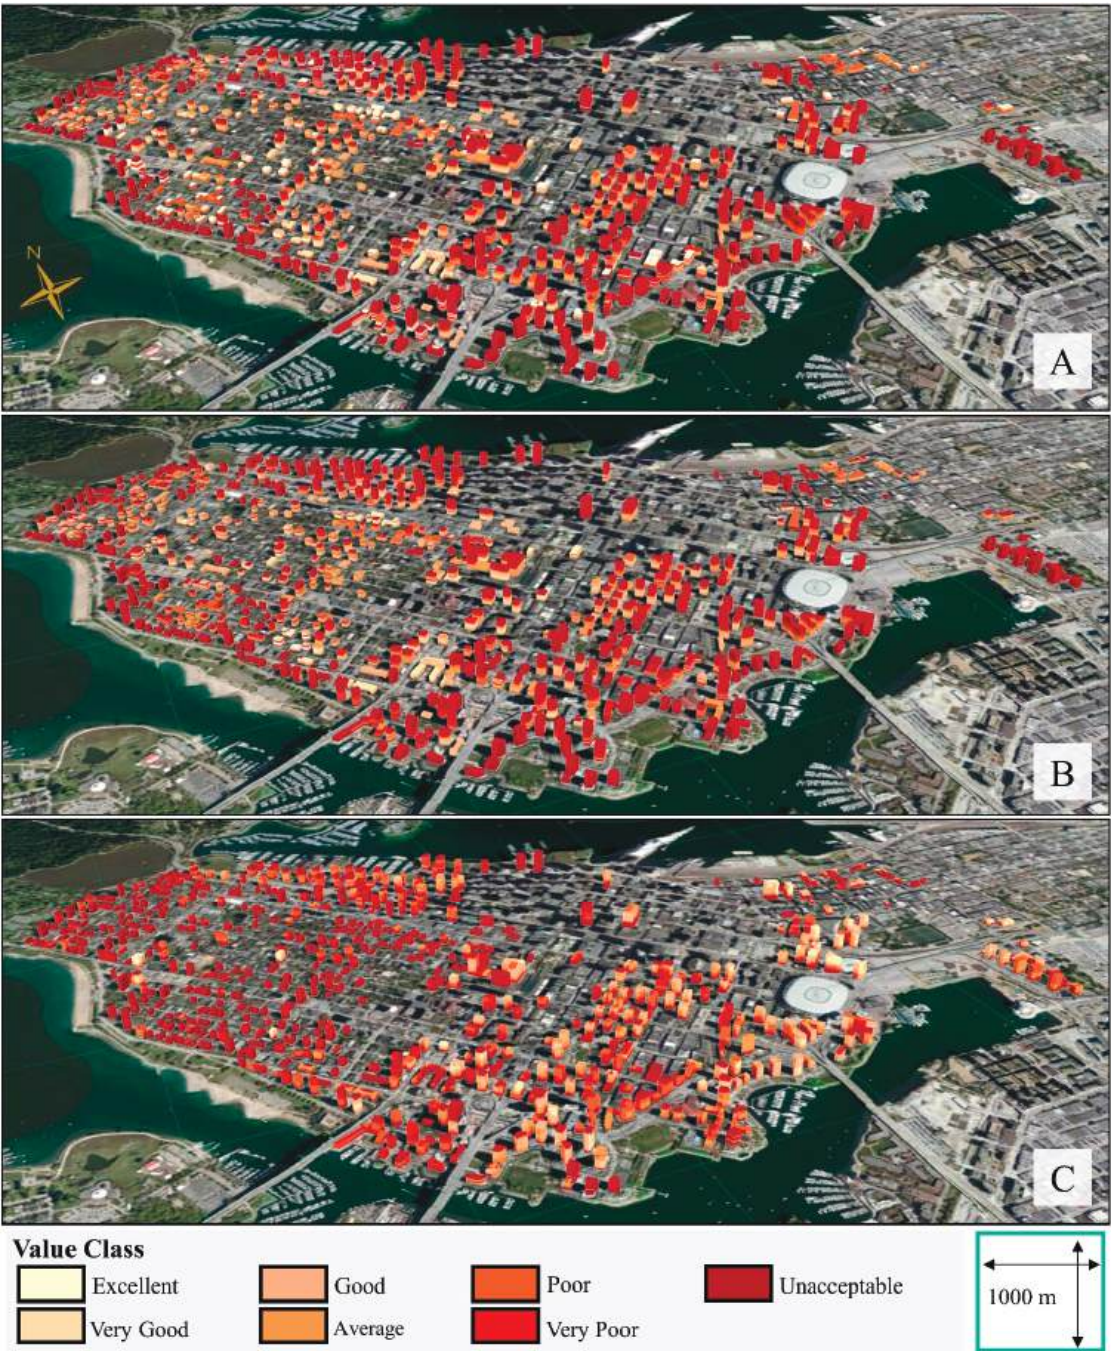 N
A
B
C
Value Class
Excellent
Good
Poor
Unacceptable
Very Good
Average
Very Poor
1000 m